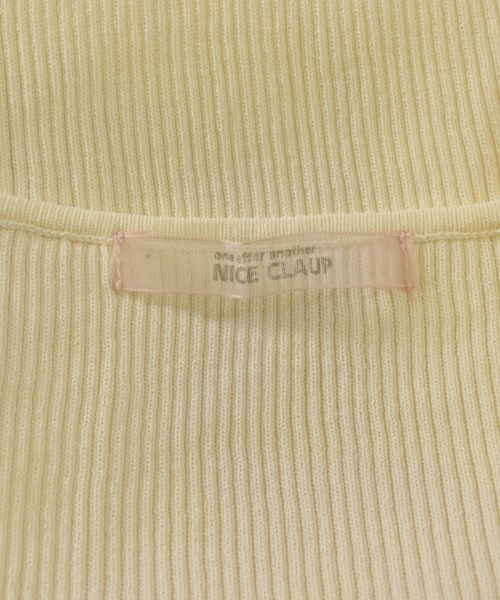 one after another
NICE CLAUP